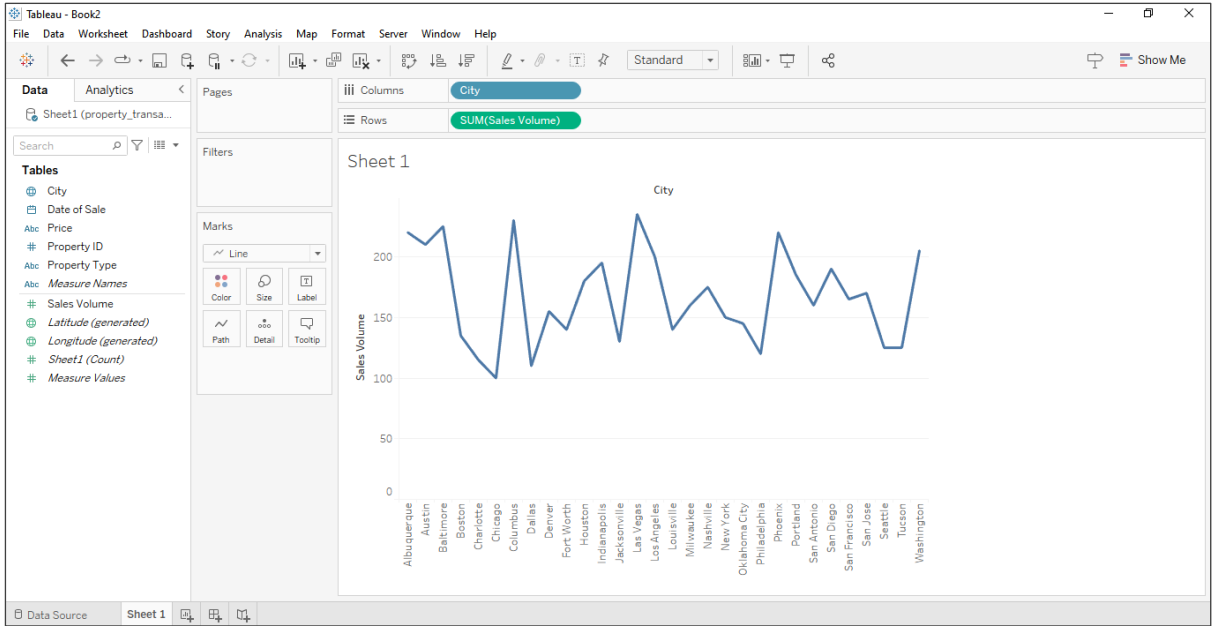 Tableau - Book2
File Data Worksheet Dashboard Story Analysis Map Format Server Window Help
Standard
Show Me
Data Analytics
Sheet1 (property_transa...
Search
Tables
City
Date of Sale
Abc Price
# Property ID
Abc Property Type
Abc Measure Names
# Sales Volume
Latitude (generated)
Longitude (generated)
# Sheet1 (Count)
# Measure Values
Pages
Filters
Marks
Line
Color Size Label
Path Detail Tooltip
Columns City
Rows SUM(Sales Volume)
Sheet 1
City
Sales Volume
200
150
100
50
0
Albuquerque
Austin
Baltimore
Boston
Charlotte
Chicago
Columbus
Dallas
Denver
Fort Worth
Houston
Indianapolis
Jacksonville
Las Vegas
Los Angeles
Louisville
Milwaukee
Nashville
New York
Oklahoma City
Philadelphia
Phoenix
Portland
San Antonio
San Diego
San Francisco
San Jose
Seattle
Tucson
Washington
Data Source Sheet 1